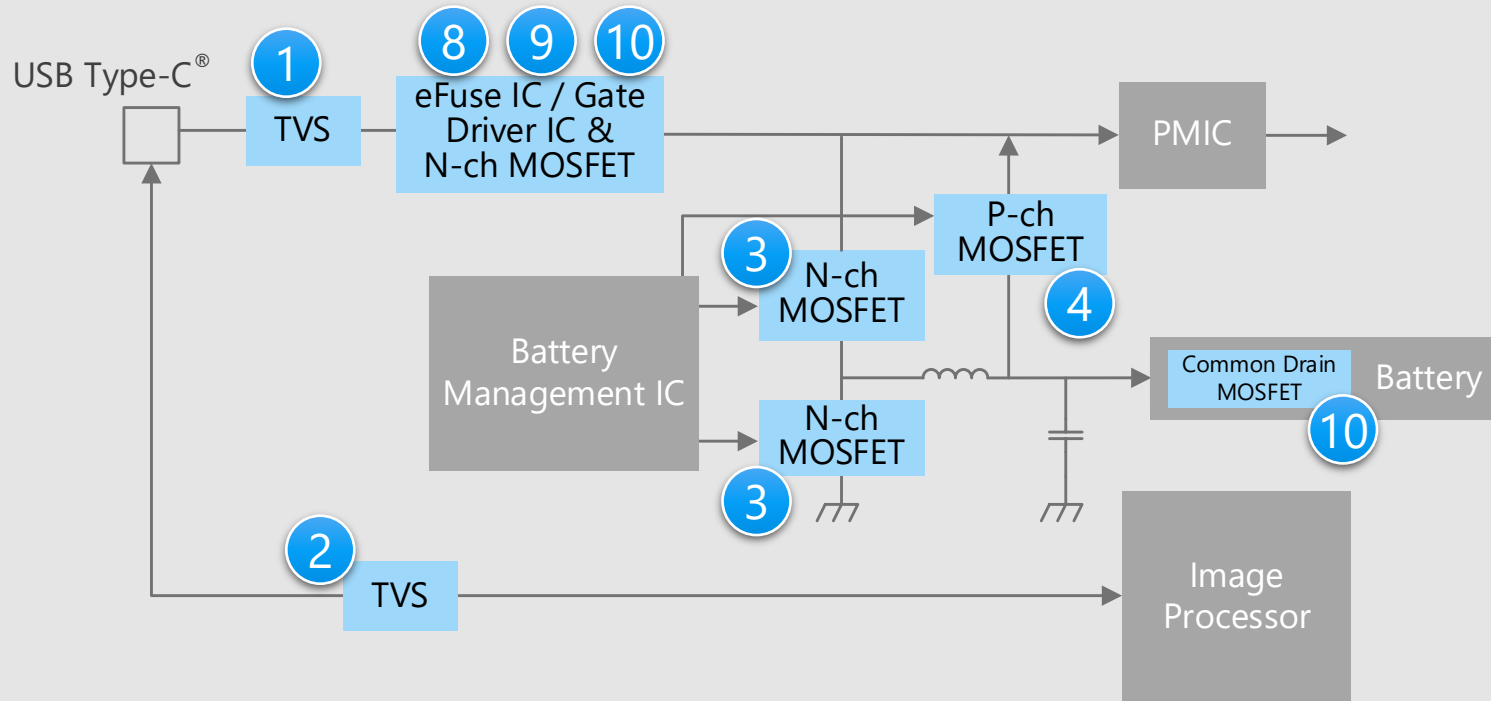 8 9 10
1
USB Type-C®
TVS
eFuse IC / Gate
Driver IC &
N-ch MOSFET
PMIC
P-ch
MOSFET
4
3
N-ch
MOSFET
Battery
Management IC
Common Drain
MOSFET
Battery
10
N-ch
MOSFET
3
2
TVS
Image
Processor